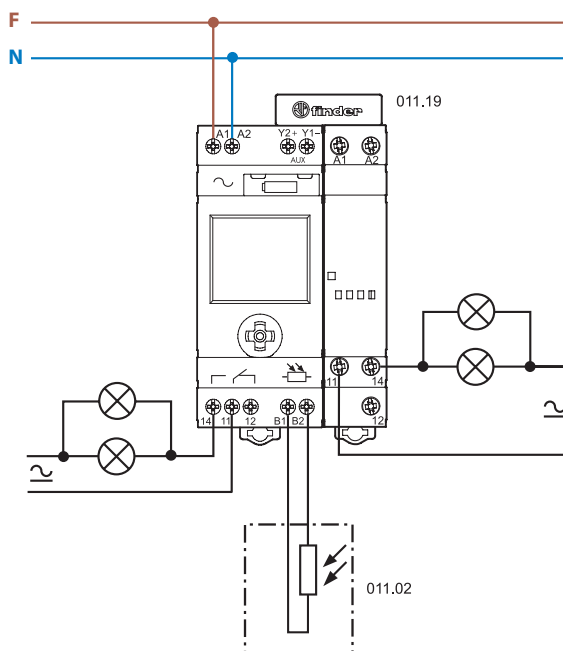 F
N
finder
011.19
A1 A2 Y2+ Y1-
AUX
A1 A2
11 14
12
14 11 12 B1 B2
011.02